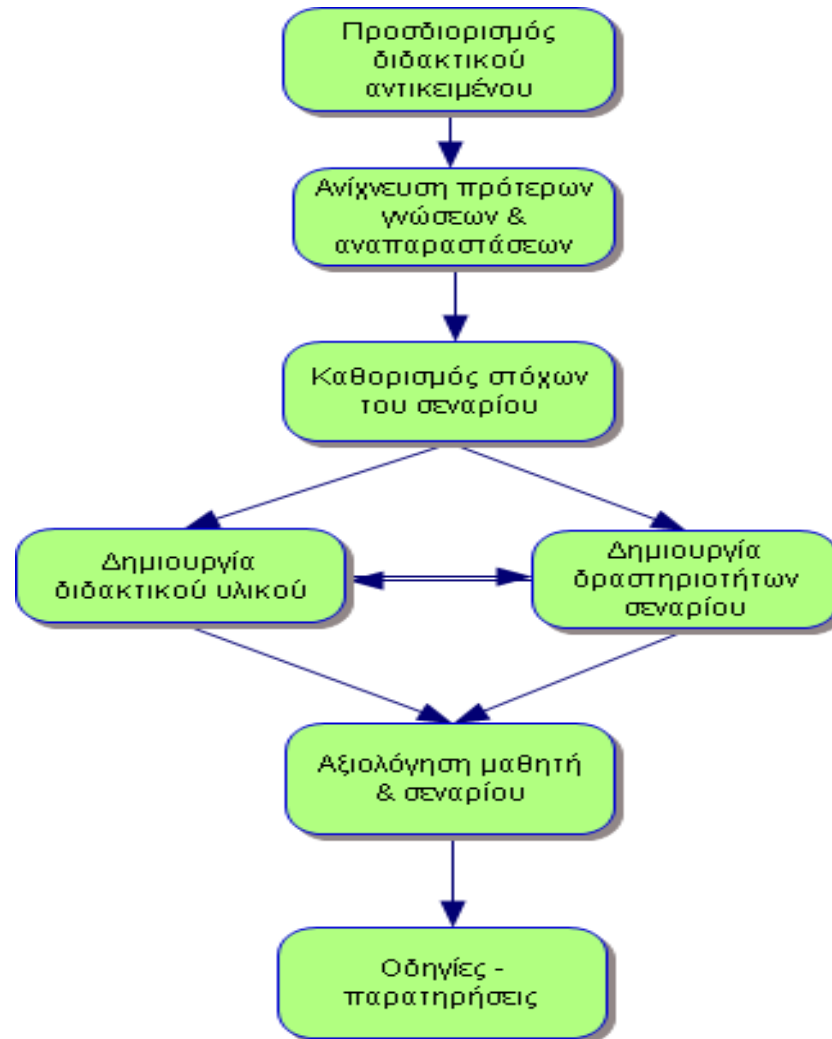 Προσδιορισμός
διδακτικού
αντικειμένου
Ανίχνευση πρότερων
γνώσεων &
αναπαραστάσεων
Καθορισμός στόχων
του σεναρίου
Δημιουργία
διδακτικού υλικού
Δημιουργία
δραστηριοτήτων
σεναρίου
Αξιολόγηση μαθητή
& σεναρίου
Οδηγίες -
παρατηρήσεις